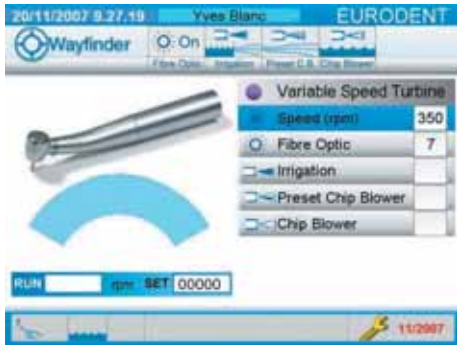 20/11/2007 9.27.19 Yves Blanc EURODENT
Wayfinder O: On
Fibre Optic Irrigation Preset C.B. Chip Blower
Variable Speed Turbine
Speed (rpm) 350
Fibre Optic 7
Irrigation
Preset Chip Blower
Chip Blower
RUN rpm SET 00000
11/2007